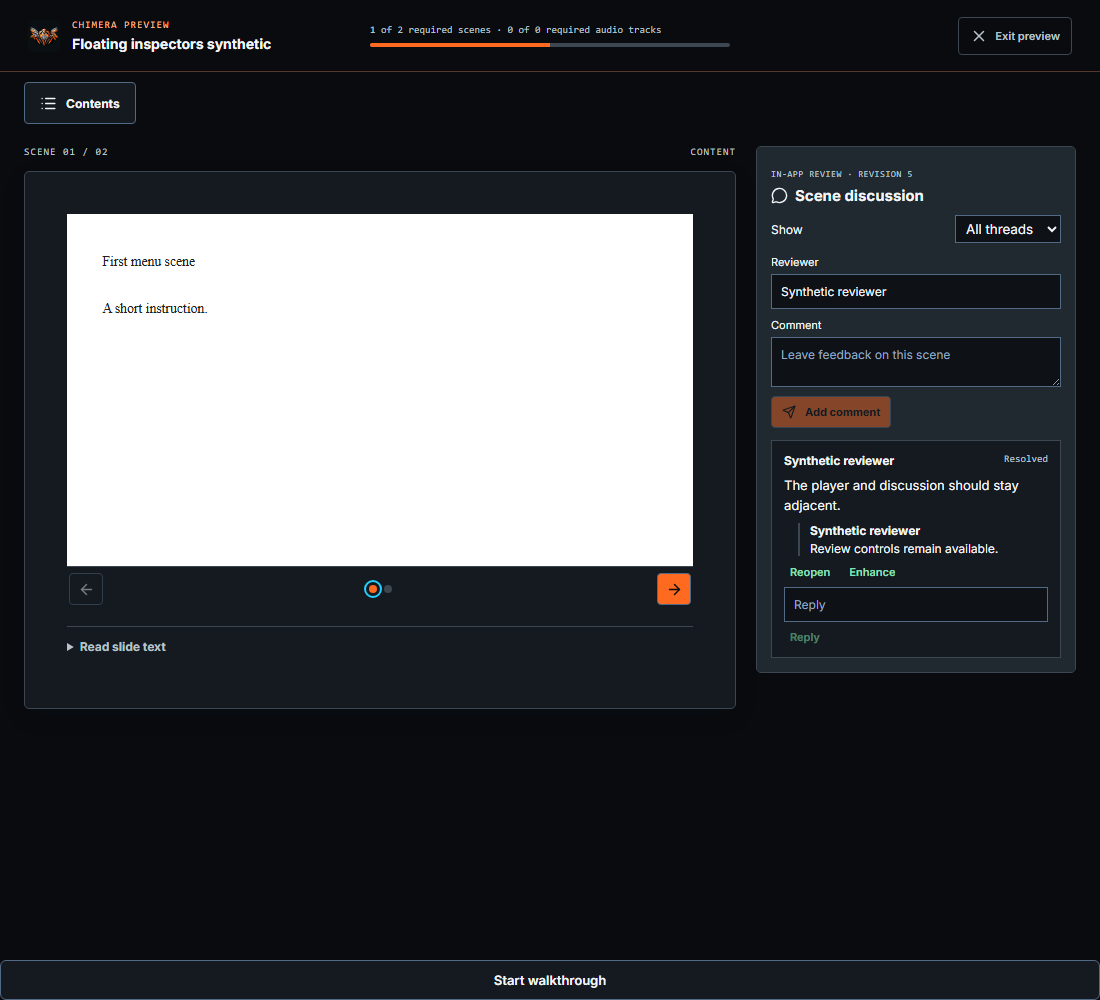 CHIMERA PREVIEW
Floating inspectors synthetic
1 of 2 required scenes · 0 of 0 required audio tracks
Exit preview
Contents
SCENE 01 / 02
CONTENT
First menu scene
A short instruction.
Read slide text
IN-APP REVIEW · REVISION 5
Scene discussion
Show
All threads
Reviewer
Synthetic reviewer
Comment
Leave feedback on this scene
Add comment
Synthetic reviewer
Resolved
The player and discussion should stay
adjacent.
Synthetic reviewer
Review controls remain available.
Reopen
Enhance
Reply
Reply
Start walkthrough